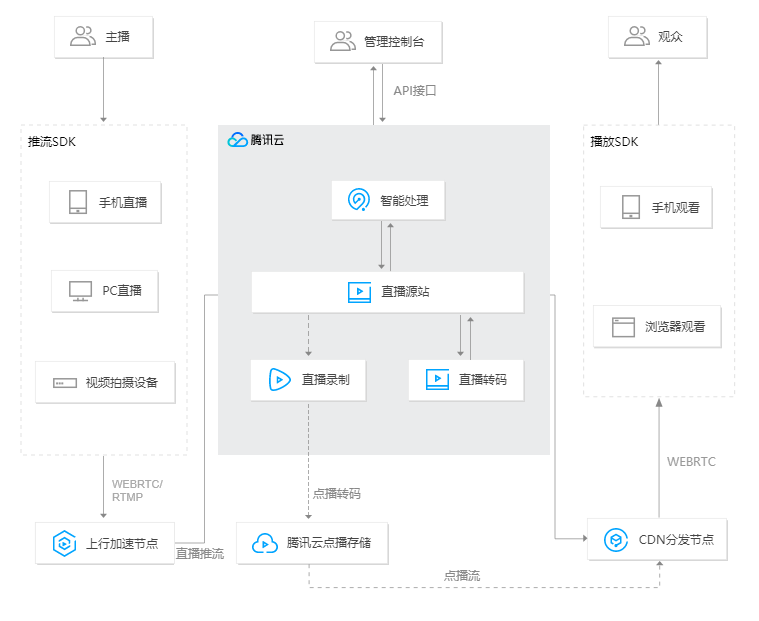 主播
管理控制台
观众
API接口
推流SDK
腾讯云
播放SDK
手机直播
智能处理
手机观看
PC直播
直播源站
浏览器观看
视频拍摄设备
直播录制
直播转码
WEBRTC/
RTMP
点播转码
WEBRTC
上行加速节点
直播推流
腾讯云点播存储
CDN分发节点
点播流